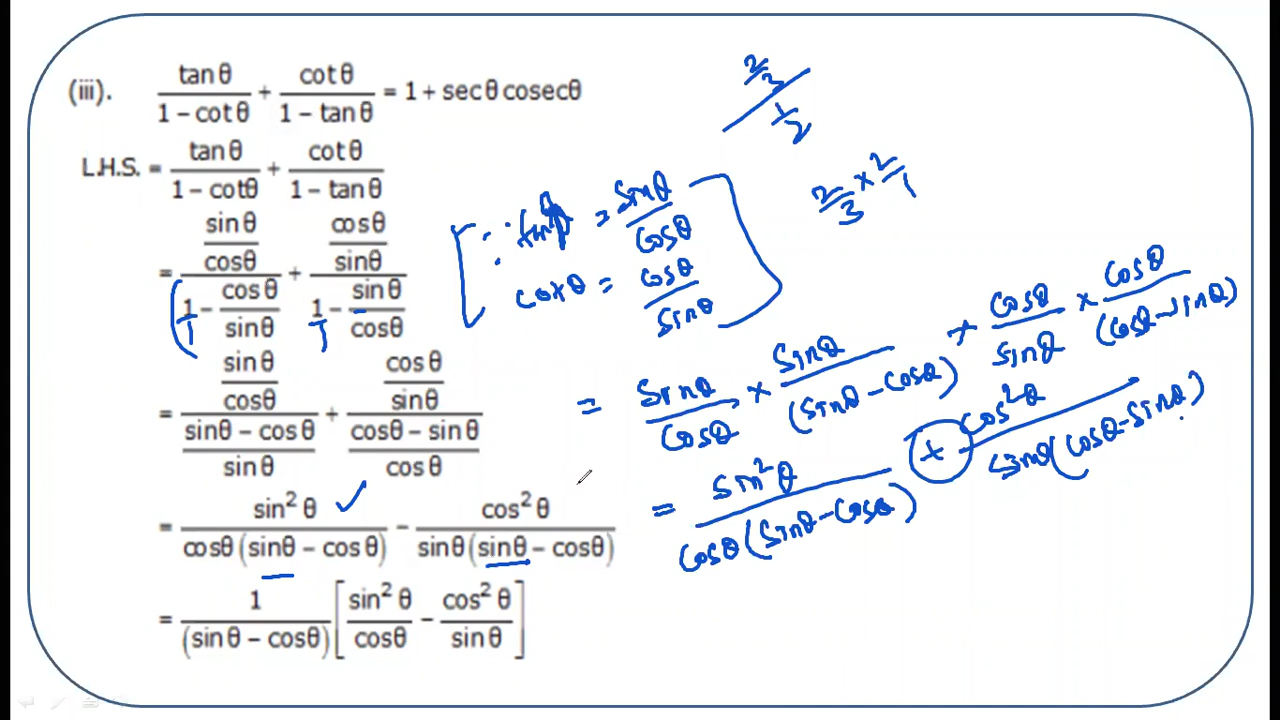 (iii). tanθ/(1 − cotθ) + cotθ/(1 − tanθ) = 1 + secθ cosecθ
L.H.S. = tanθ/(1 − cotθ) + cotθ/(1 − tanθ)
= (sinθ/cosθ)/(1/1 − cosθ/sinθ) + (cosθ/sinθ)/(1/1 − sinθ/cosθ)
= (sinθ/cosθ)/((sinθ − cosθ)/sinθ) + (cosθ/sinθ)/((cosθ − sinθ)/cosθ)
= sin²θ/(cosθ(sinθ − cosθ)) ✓ − cos²θ/(sinθ(sinθ − cosθ))
= 1/(sinθ − cosθ) [sin²θ/cosθ − cos²θ/sinθ]
(2/3)/(1/2)
2/3 × 2/1
[∵ tanθ = sinθ/cosθ
cotθ = cosθ/sinθ]
= sinθ/cosθ × sinθ/(sinθ − cosθ) + cosθ/sinθ × cosθ/(cosθ − sinθ)
= sin²θ/(cosθ(sinθ − cosθ)) + cos²θ/(sinθ(cosθ − sinθ))